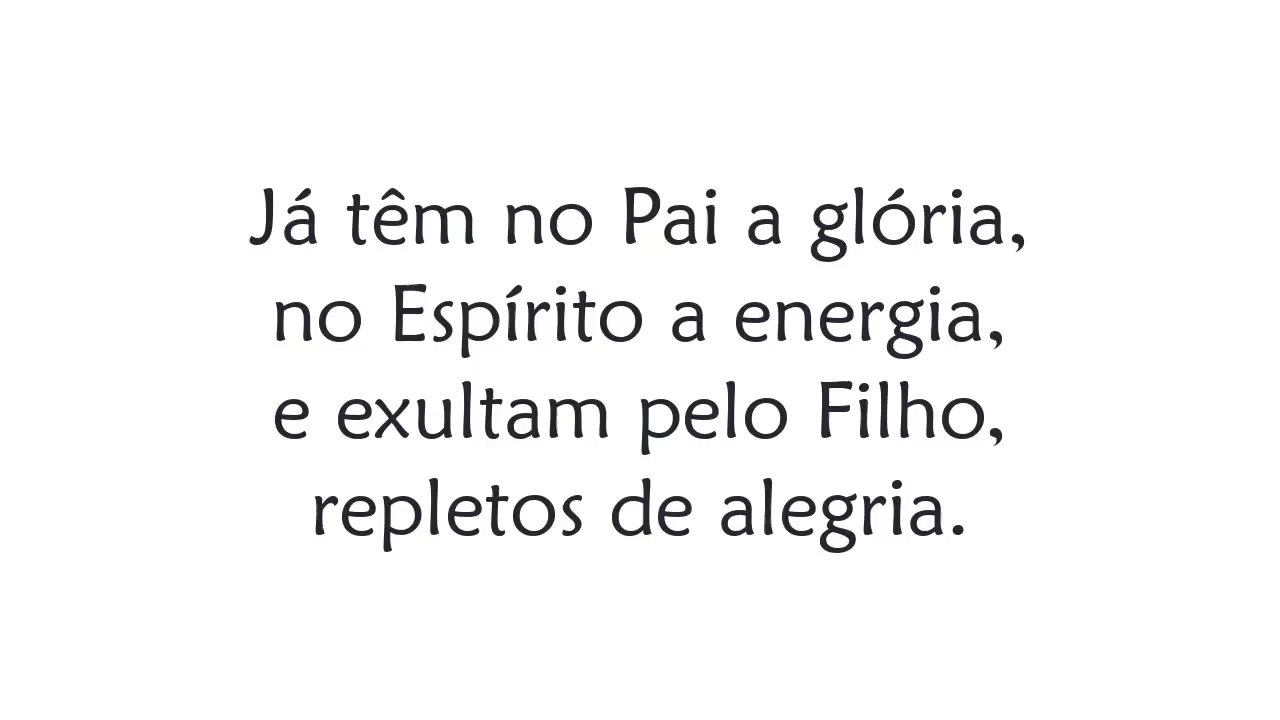 Já têm no Pai a glória,
no Espírito a energia,
e exultam pelo Filho,
repletos de alegria.